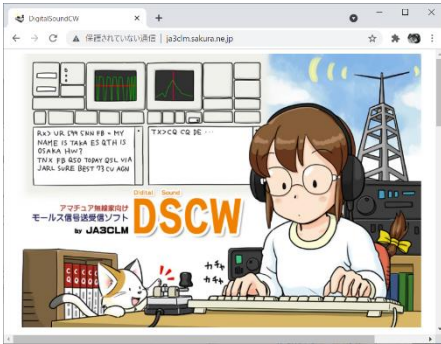 DigitalSoundCW
保護されていない通信 | ja3clm.sakura.ne.jp
RX> UR 599 5NN FB = MY
NAME IS TAKA ES QTH IS
OSAKA HW?
TNX FB QSO TODAY QSL VIA
JARL SURE BEST 73 CU AGN
TX>CQ CQ DE ...
アマチュア無線家向け
モールス信号送受信ソフト
by JA3CLM
Didital Sound
DSCW
カチャ
カチャ